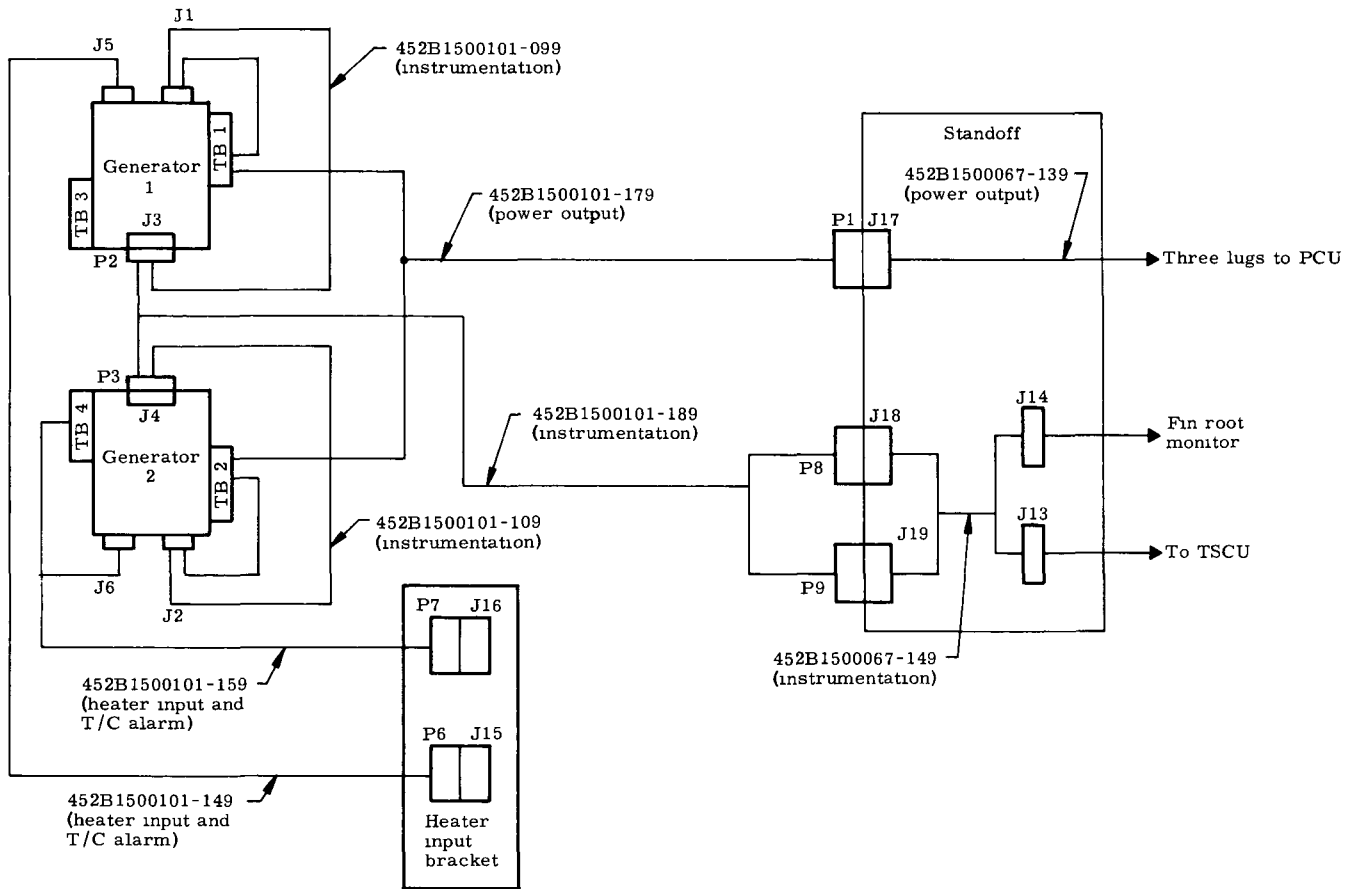 J1
J5
452B1500101-099
(instrumentation)
TB 1
Generator
1
TB 3
J3
P2
Standoff
452B1500067-139
(power output)
452B1500101-179
(power output)
P1
J17
Three lugs to PCU
P3
J4
TB 4
Generator
2
TB 2
452B1500101-189
(instrumentation)
J18
P8
J14
Fin root
monitor
J13
J19
To TSCU
P9
452B1500101-109
(instrumentation)
J6
J2
P7
J16
452B1500067-149
(instrumentation)
452B1500101-159
(heater input and
T/C alarm)
P6
J15
452B1500101-149
(heater input and
T/C alarm)
Heater
input
bracket